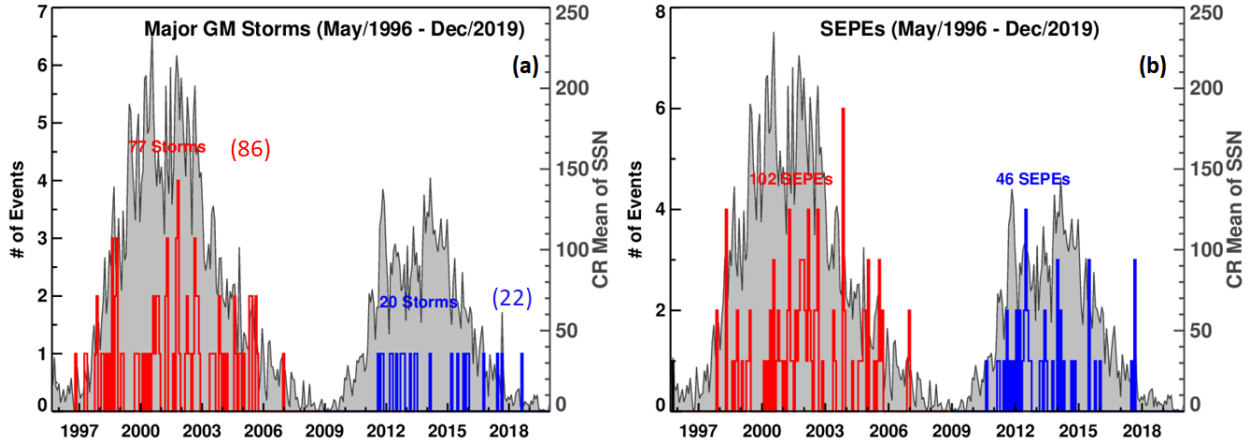 Major GM Storms (May/1996 - Dec/2019)
(a)
77 Storms (86)
20 Storms (22)
# of Events
7
6
5
4
3
2
1
0
250
200
150
100
50
0
CR Mean of SSN
1997 2000 2003 2006 2009 2012 2015 2018
SEPEs (May/1996 - Dec/2019)
(b)
102 SEPEs
46 SEPEs
# of Events
8
6
4
2
0
250
200
150
100
50
0
CR Mean of SSN
1997 2000 2003 2006 2009 2012 2015 2018